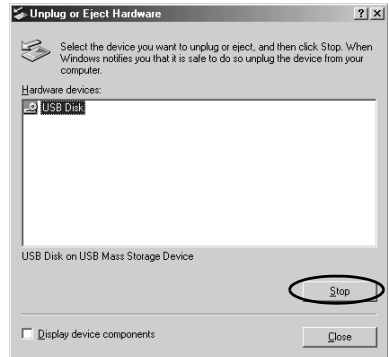 Unplug or Eject Hardware
Select the device you want to unplug or eject, and then click Stop. When
Windows notifies you that it is safe to do so unplug the device from your
computer.
Hardware devices:
USB Disk
USB Disk on USB Mass Storage Device
Stop
Display device components
Close